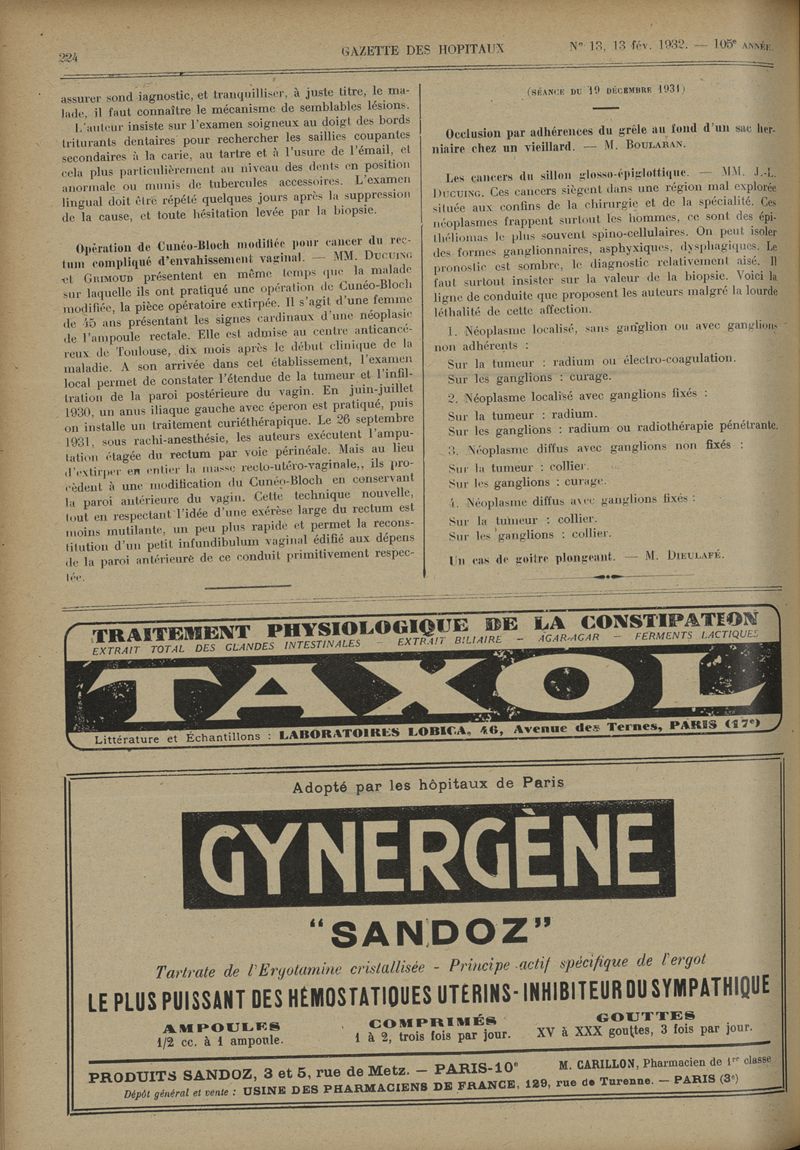 224
GAZETTE DES HOPITAUX
N° 13, 13 fév. 1932. — 105e ANNÉE.
assurer sond iagnostic, et tranquilliser, à juste titre, le ma-
lade, il faut connaître le mécanisme de semblables lésions.
L'auteur insiste sur l'examen soigneux au doigt des bords
triturants dentaires pour rechercher les saillies coupantes
secondaires à la carie, au tartre et à l'usure de l'émail, et
cela plus particulièrement au niveau des dents en position
anormale ou munis de tubercules accessoires. L'examen
lingual doit être répété quelques jours après la suppression
de la cause, et toute hésitation levée par la biopsie.
Opération de Cunéo-Bloch modifiée pour cancer du rec-
tum compliqué d'envahissement vaginal. — MM. DUCUING
et GRIMOUD présentent en même temps que la malade
sur laquelle ils ont pratiqué une opération de Cunéo-Bloch
modifiée, la pièce opératoire extirpée. Il s'agit d'une femme
de 45 ans présentant les signes cardinaux d'une néoplasie
de l'ampoule rectale. Elle est admise au centre anticancé-
reux de Toulouse, dix mois après le début clinique de la
maladie. A son arrivée dans cet établissement, l'examen
local permet de constater l'étendue de la tumeur et l'infil-
tration de la paroi postérieure du vagin. En juin-juillet
1930, un anus iliaque gauche avec éperon est pratiqué, puis
on installe un traitement curiéthérapique. Le 26 septembre
1931, sous rachi-anesthésie, les auteurs exécutent l'ampu-
tation étagée du rectum par voie périnéale. Mais au lieu
d'extirper en entier la masse recto-utéro-vaginale,, ils pro-
cèdent à une modification du Cunéo-Bloch en conservant
la paroi antérieure du vagin. Cette technique nouvelle,
tout en respectant l'idée d'une exérèse large du rectum est
moins mutilante, un peu plus rapide et permet la recons-
titution d'un petit infundibulum vaginal édifié aux dépens
de la paroi antérieure de ce conduit primitivement respec-
tée.
(SÉANCE DU 19 DÉCEMBRE 1931)
Occlusion par adhérences du grêle au fond d'un sac her-
niaire chez un vieillard. — M. BOULARAN.
Les cancers du sillon glosso-épiglottique. — MM. J.-L.
DUCUING. Ces cancers siègent dans une région mal explorée
située aux confins de la chirurgie et de la spécialité. Ces
néoplasmes frappent surtout les hommes, ce sont des épi-
théliomas le plus souvent spino-cellulaires. On peut isoler
des formes ganglionnaires, asphyxiques, dysphagiques. Le
pronostic est sombre, le diagnostic relativement aisé. Il
faut surtout insister sur la valeur de la biopsie. Voici la
ligne de conduite que proposent les auteurs malgré la lourde
léthalité de cette affection.
1. Néoplasme localisé, sans ganglion ou avec ganglions
non adhérents :
Sur la tumeur : radium ou électro-coagulation.
Sur les ganglions : curage.
2. Néoplasme localisé avec ganglions fixés :
Sur la tumeur : radium.
Sur les ganglions : radium ou radiothérapie pénétrante.
3. Néoplasme diffus avec ganglions non fixés :
Sur la tumeur : collier.
Sur les ganglions : curage.
4. Néoplasme diffus avec ganglions fixés :
Sur la tumeur : collier.
Sur les ganglions : collier.
Un cas de goitre plongeant. — M. DIEULAFÉ.
TRAITEMENT PHYSIOLOGIQUE DE LA CONSTIPATION
EXTRAIT TOTAL DES GLANDES INTESTINALES – EXTRAIT BILIAIRE – AGAR-AGAR – FERMENTS LACTIQUES
TAXOL
Littérature et Échantillons : LABORATOIRES LOBICA, 46, Avenue des Ternes, PARIS (17e)
Adopté par les hôpitaux de Paris
GYNERGÈNE
"SANDOZ"
Tartrate de l'Ergotamine cristallisée - Principe actif spécifique de l'ergot
LE PLUS PUISSANT DES HÉMOSTATIQUES UTÉRINS - INHIBITEUR DU SYMPATHIQUE
AMPOULES COMPRIMÉS GOUTTES
1/2 cc. à 1 ampoule. 1 à 2, trois fois par jour. XV à XXX gouttes, 3 fois par jour.
PRODUITS SANDOZ, 3 et 5, rue de Metz. — PARIS-10e M. CARILLON, Pharmacien de 1re classe
Dépôt général et vente : USINE DES PHARMACIENS DE FRANCE, 129, rue de Turenne. — PARIS (3e)